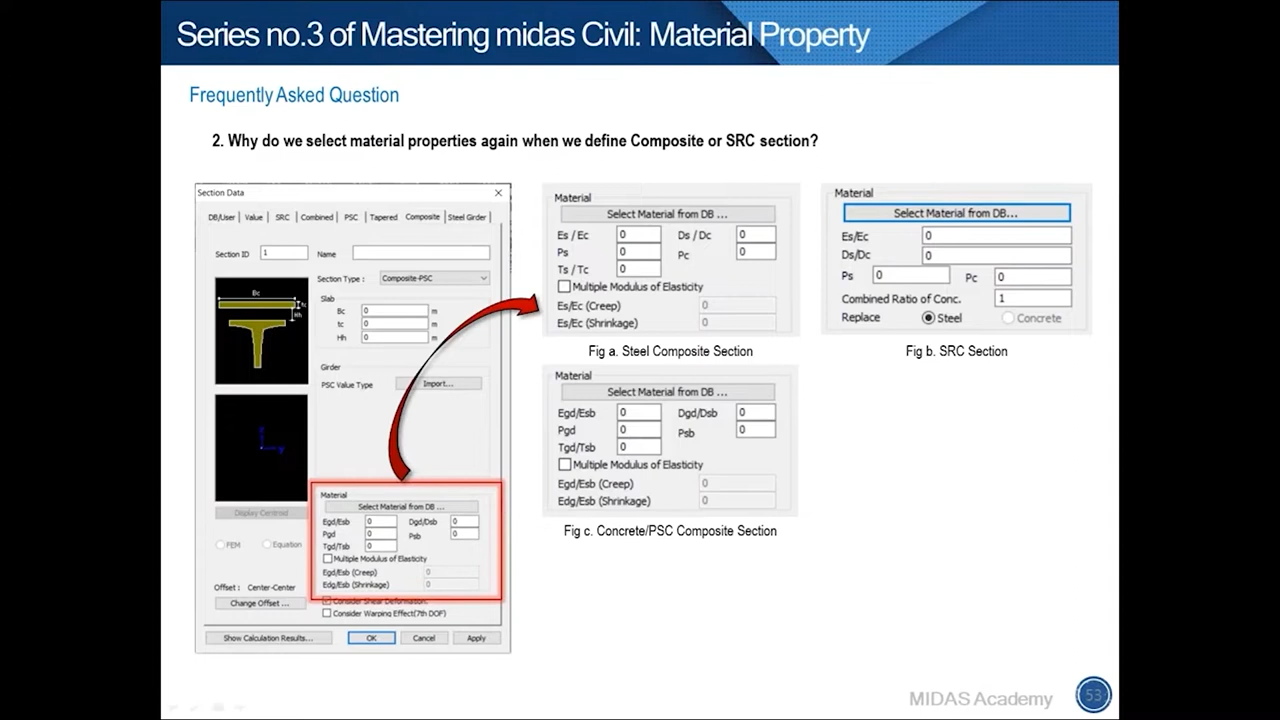 Series no.3 of Mastering midas Civil: Material Property
Frequently Asked Question
2. Why do we select material properties again when we define Composite or SRC section?
Section Data
DB/User Value SRC Combined PSC Tapered Composite Steel Girder
Section ID 1 Name
Section Type : Composite-PSC
Slab
Bc 0 m
tc 0 m
Hh 0 m
Bc
tc
Hh
Girder
PSC Value Type Import...
z
y
Material
Select Material from DB ...
Egd/Esb 0 Dgd/Dsb 0
Pgd 0 Psb 0
Tgd/Tsb 0
Multiple Modulus of Elasticity
Egd/Esb (Creep) 0
Edg/Esb (Shrinkage) 0
Display Centroid
FEM Equation
Offset : Center-Center
Change Offset ...
Consider Shear Deformation.
Consider Warping Effect(7th DOF)
Show Calculation Results... OK Cancel Apply
Material
Select Material from DB ...
Es / Ec 0 Ds / Dc 0
Ps 0 Pc 0
Ts / Tc 0
Multiple Modulus of Elasticity
Es/Ec (Creep) 0
Es/Ec (Shrinkage) 0
Fig a. Steel Composite Section
Material
Select Material from DB...
Es/Ec 0
Ds/Dc 0
Ps 0 Pc 0
Combined Ratio of Conc. 1
Replace Steel Concrete
Fig b. SRC Section
Material
Select Material from DB ...
Egd/Esb 0 Dgd/Dsb 0
Pgd 0 Psb 0
Tgd/Tsb 0
Multiple Modulus of Elasticity
Egd/Esb (Creep) 0
Edg/Esb (Shrinkage) 0
Fig c. Concrete/PSC Composite Section
MIDAS Academy
53